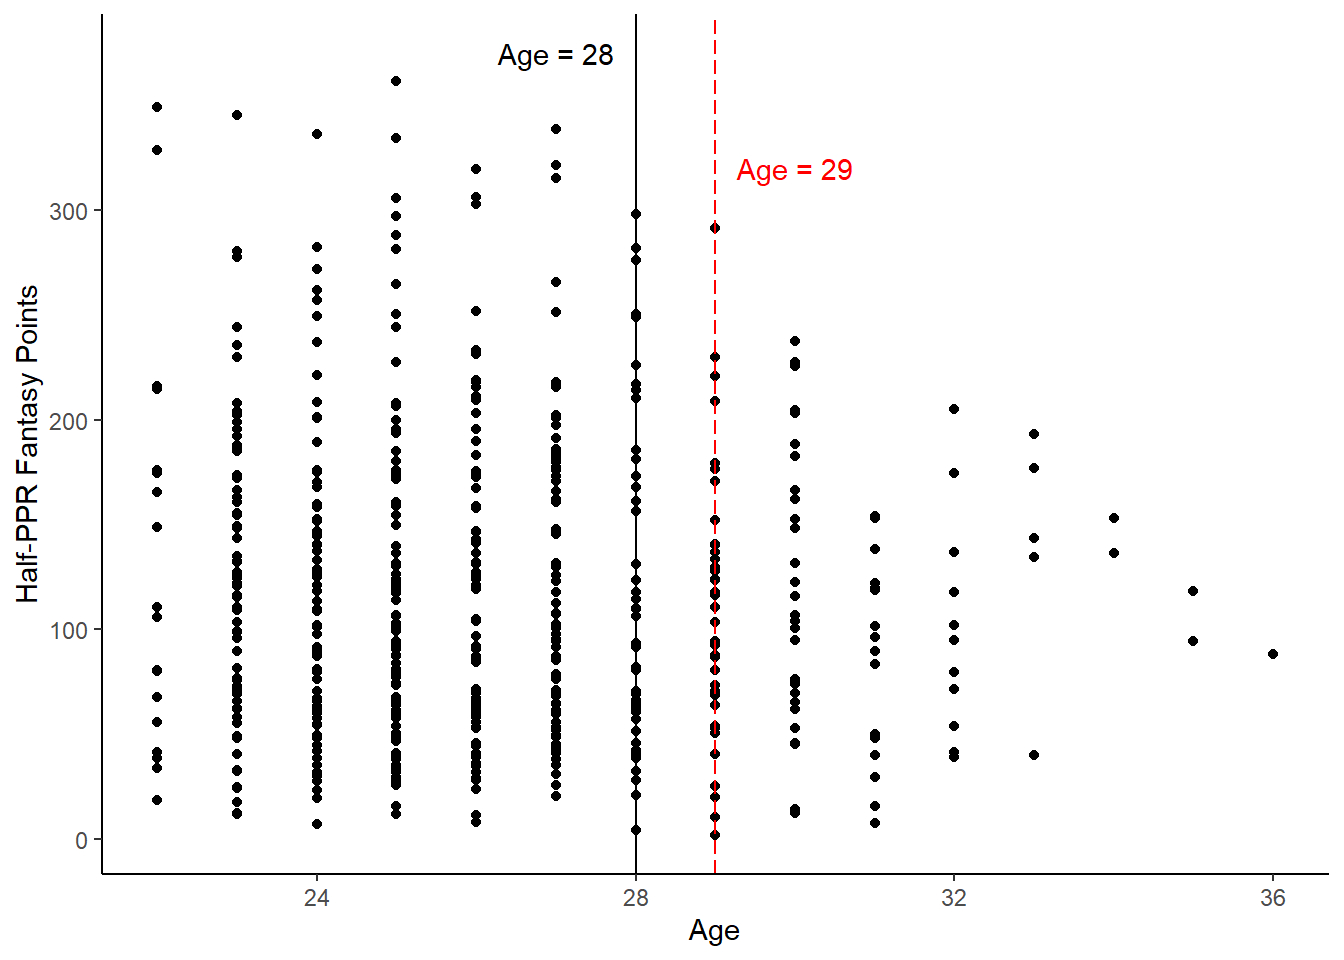 Age = 28
Age = 29
Half-PPR Fantasy Points
300
200
100
0
24
28
32
36
Age